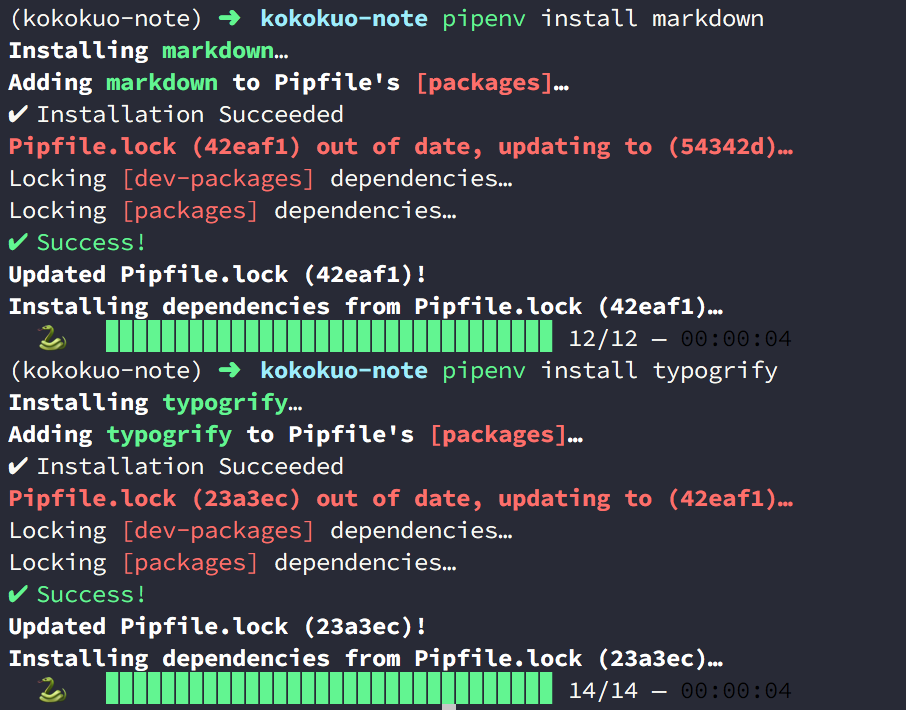 (kokokuo-note) ➜ kokokuo-note pipenv install markdown
Installing markdown…
Adding markdown to Pipfile's [packages]…
✔ Installation Succeeded
Pipfile.lock (42eaf1) out of date, updating to (54342d)…
Locking [dev-packages] dependencies…
Locking [packages] dependencies…
✔ Success!
Updated Pipfile.lock (42eaf1)!
Installing dependencies from Pipfile.lock (42eaf1)…
12/12 — 00:00:04
(kokokuo-note) ➜ kokokuo-note pipenv install typogrify
Installing typogrify…
Adding typogrify to Pipfile's [packages]…
✔ Installation Succeeded
Pipfile.lock (23a3ec) out of date, updating to (42eaf1)…
Locking [dev-packages] dependencies…
Locking [packages] dependencies…
✔ Success!
Updated Pipfile.lock (23a3ec)!
Installing dependencies from Pipfile.lock (23a3ec)…
14/14 — 00:00:04